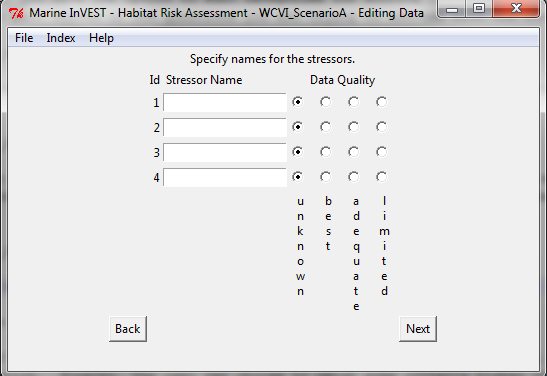 Marine InVEST - Habitat Risk Assessment - WCVI_ScenarioA - Editing Data
File Index Help
Specify names for the stressors.
Id Stressor Name Data Quality
1
2
3
4
unknown best adequate limited
Back Next